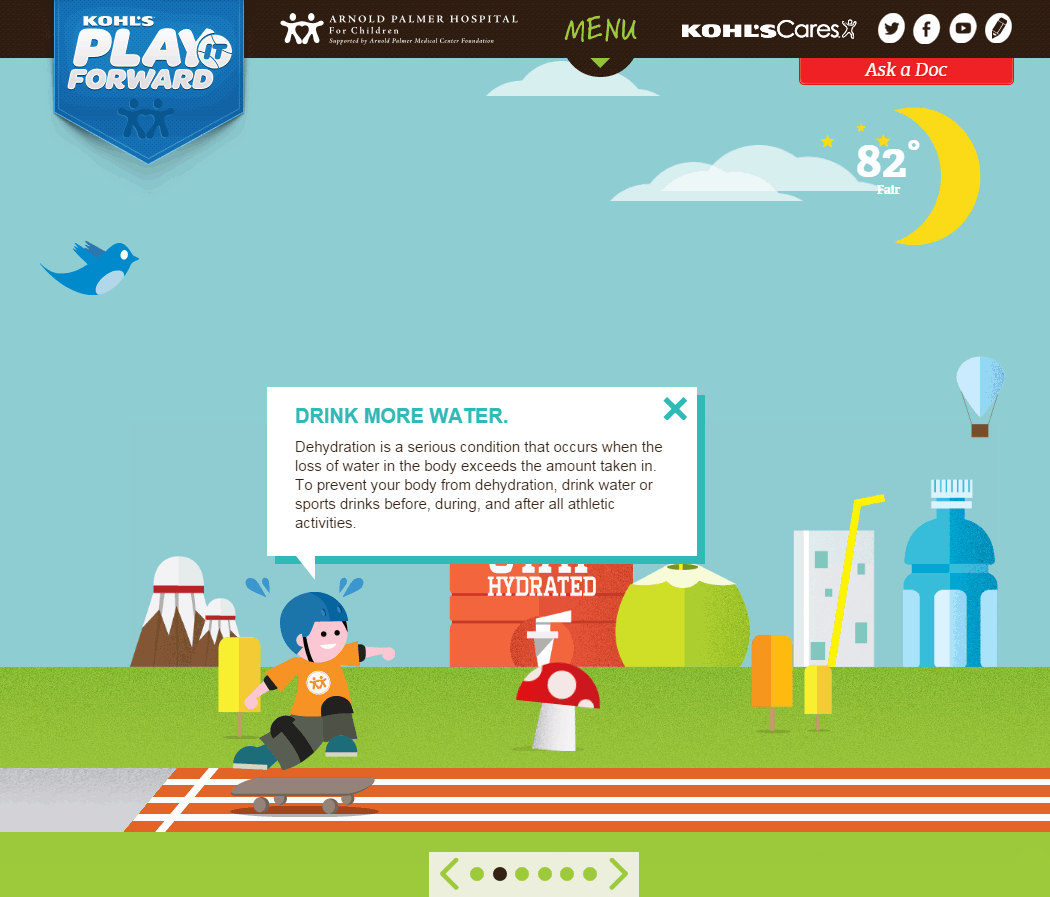 KOHL'S
PLAY IT
FORWARD
ARNOLD PALMER HOSPITAL
For Children
Supported by Arnold Palmer Medical Center Foundation
MENU
KOHL'S Cares
Ask a Doc
82°
Fair
DRINK MORE WATER.
Dehydration is a serious condition that occurs when the
loss of water in the body exceeds the amount taken in.
To prevent your body from dehydration, drink water or
sports drinks before, during, and after all athletic
activities.
HYDRATED